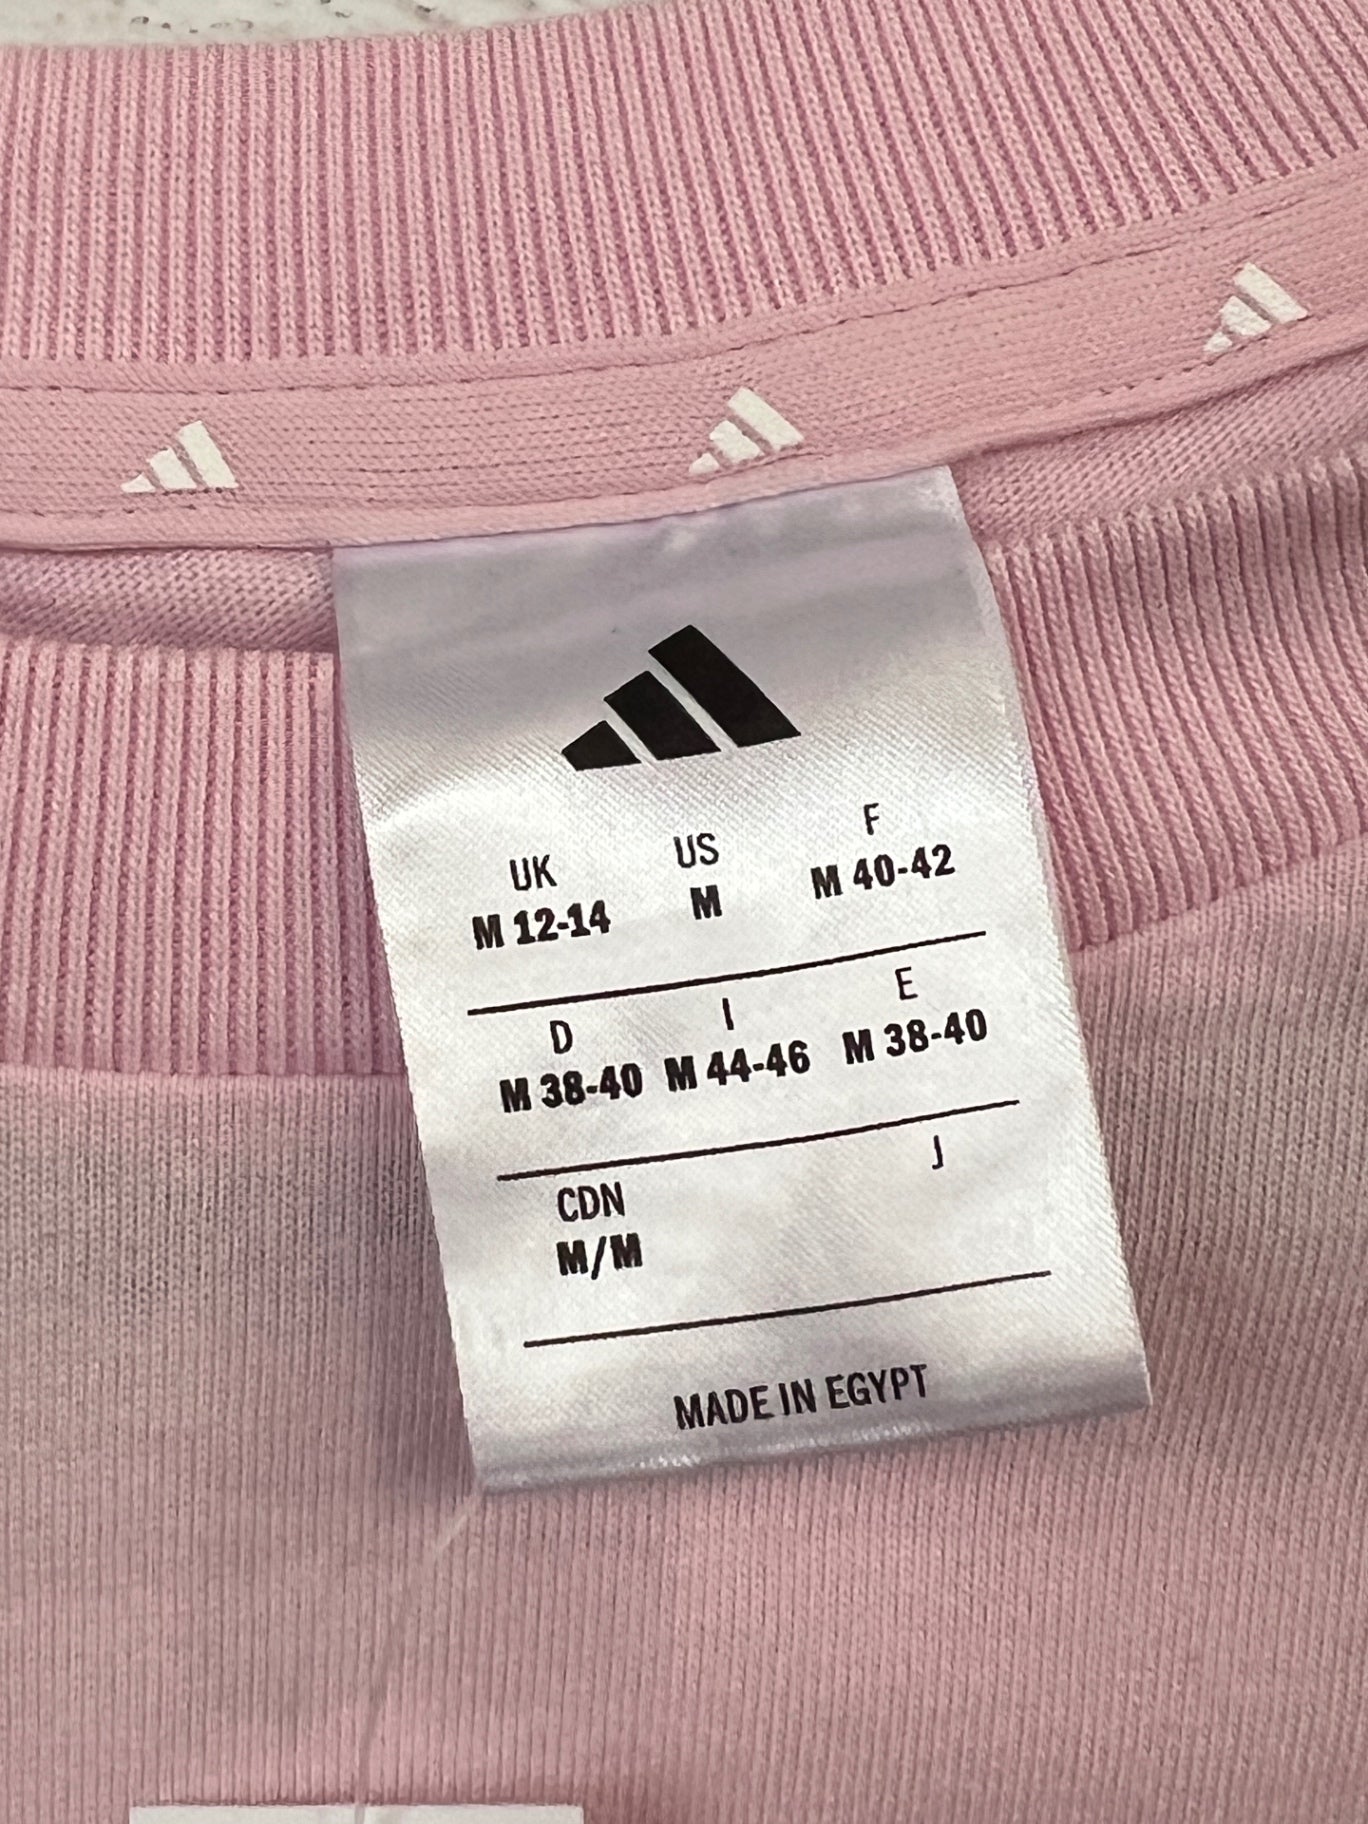 UK US F
M 12-14 M M 40-42
D I E
M 38-40 M 44-46 M 38-40
CDN J
M/M
MADE IN EGYPT